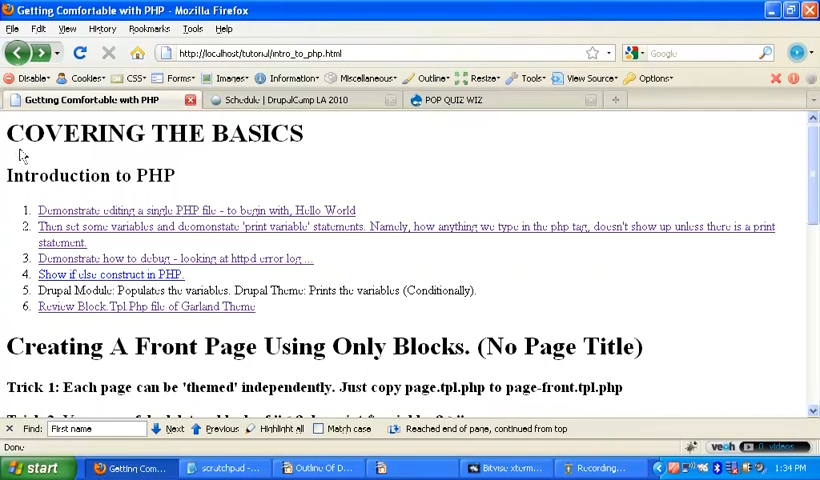 Getting Comfortable with PHP - Mozilla Firefox
File Edit View History Bookmarks Tools Help
http://localhost/tutorial/intro_to_php.html
Google
Disable Cookies CSS Forms Images Information Miscellaneous Outline Resize Tools View Source Options
Getting Comfortable with PHP Schedule | DrupalCamp LA 2010 POP QUIZ WIZ
COVERING THE BASICS
Introduction to PHP
1. Demonstrate editing a single PHP file - to begin with, Hello World
2. Then set some variables and deomonstate 'print variable' statements. Namely, how anything we type in the php tag, doesn't show up unless there is a print
statement.
3. Demonstrate how to debug - looking at httpd error log ...
4. Show if else construct in PHP.
5. Drupal Module: Populates the variables. Drupal Theme: Prints the variables (Conditionally).
6. Review Block.Tpl.Php file of Garland Theme
Creating A Front Page Using Only Blocks. (No Page Title)
Trick 1: Each page can be 'themed' independently. Just copy page.tpl.php to page-front.tpl.php
Find: First name Next Previous Highlight all Match case Reached end of page, continued from top
Done
veoh 0 videos
start Getting Com... scratchpad -... Outline Of D... Bitvise xterm... Recording... 1:34 PM